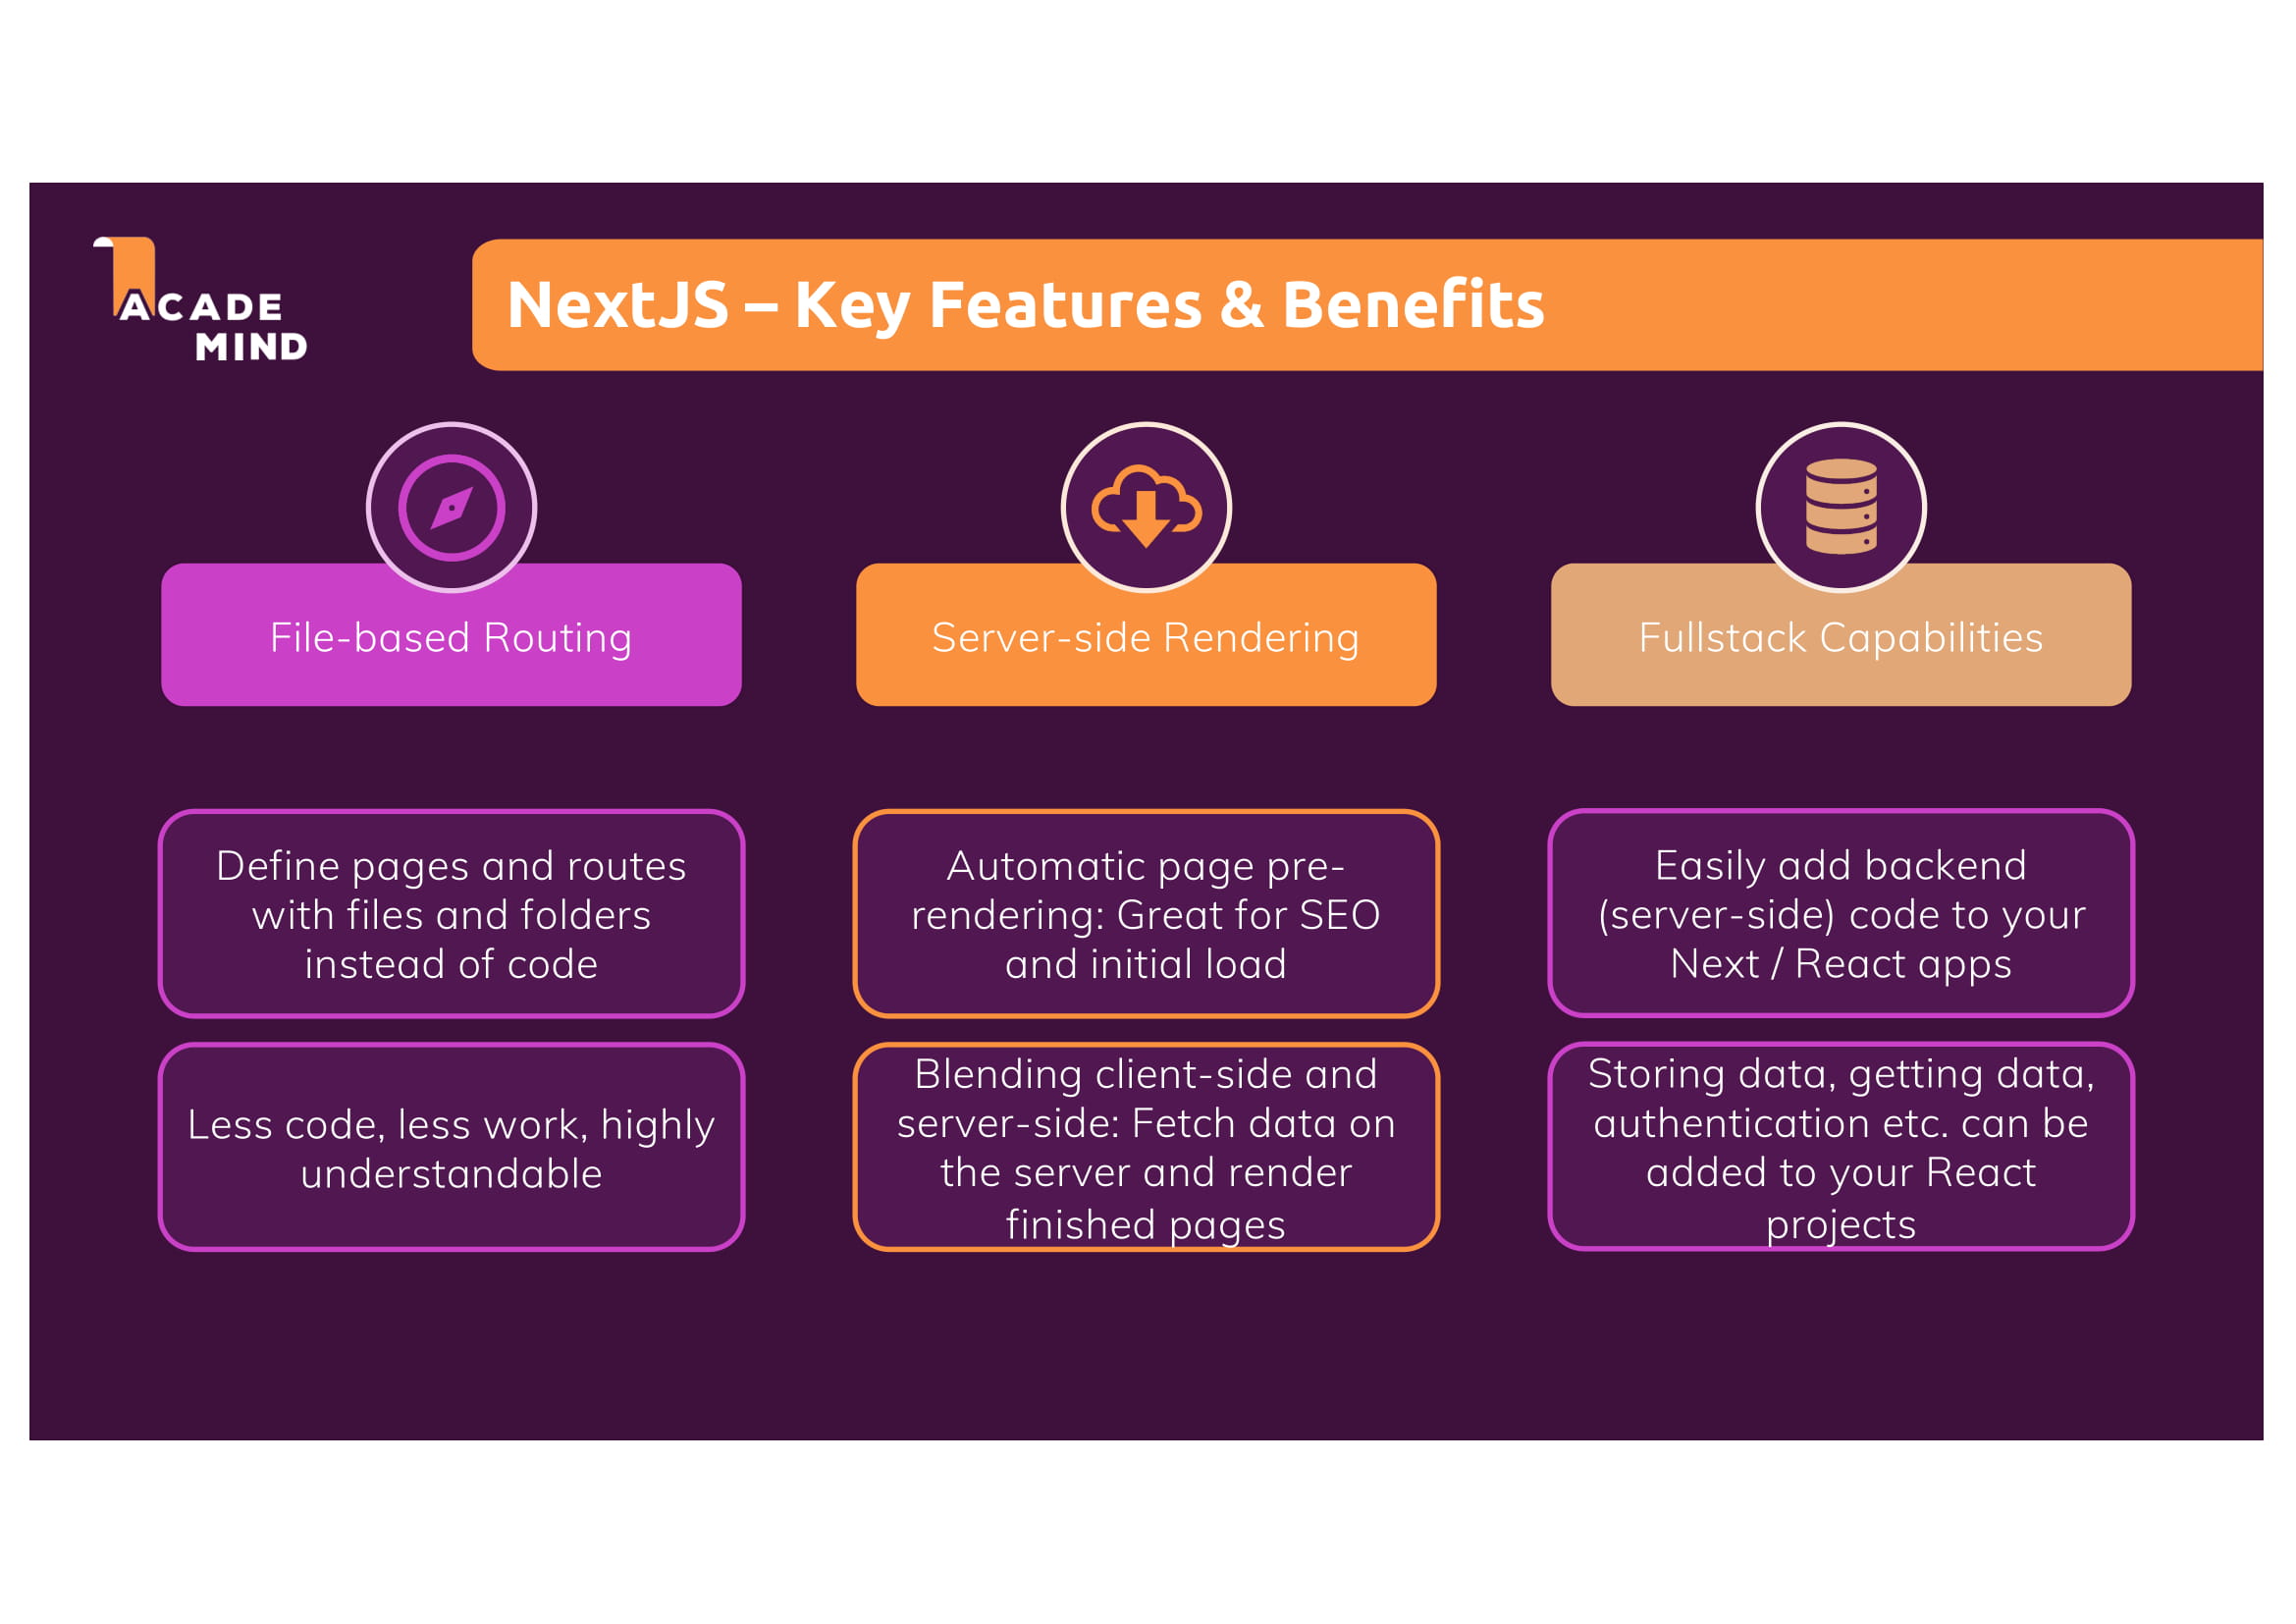 ACADE
MIND
NextJS – Key Features & Benefits
File-based Routing
Define pages and routes
with files and folders
instead of code
Less code, less work, highly
understandable
Server-side Rendering
Automatic page pre-
rendering: Great for SEO
and initial load
Blending client-side and
server-side: Fetch data on
the server and render
finished pages
Fullstack Capabilities
Easily add backend
(server-side) code to your
Next / React apps
Storing data, getting data,
authentication etc. can be
added to your React
projects